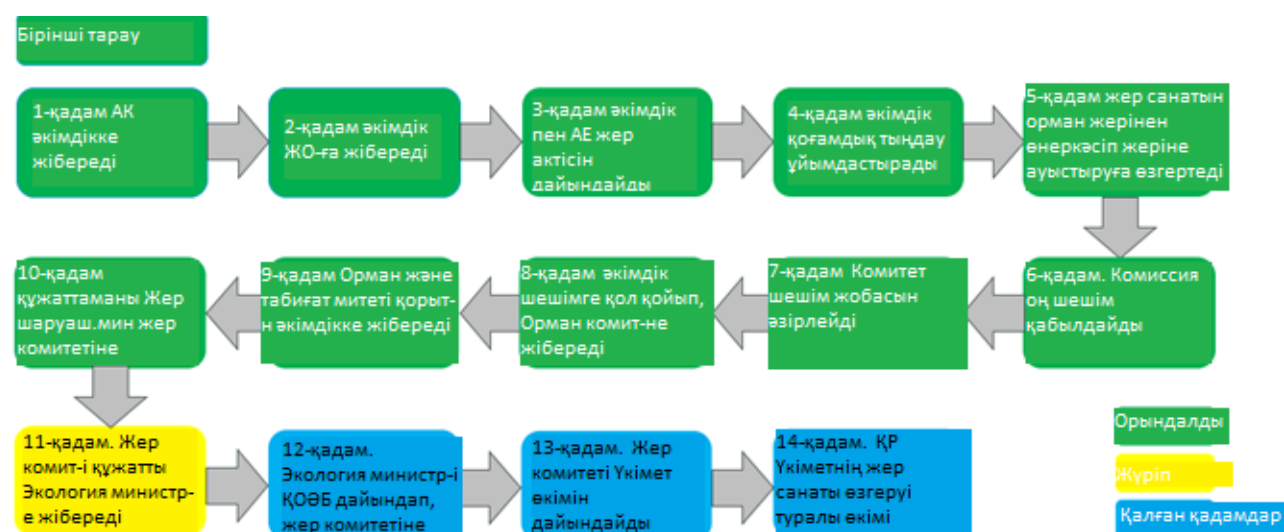 Бірінші тарау
1-қадам АК
әкімдікке
жібереді
2-қадам әкімдік
ЖО-ға жібереді
3-қадам әкімдік
пен АЕ жер
актісін
дайындайды
4-қадам әкімдік
қоғамдық тыңдау
ұйымдастырады
5-қадам жер санатын
орман жерінен
өнеркәсіп жеріне
ауыстыруға өзгертеді
6-қадам. Комиссия
оң шешім
қабылдайды
7-қадам Комитет
шешім жобасын
әзірлейді
8-қадам әкімдік
шешімге қол қойып,
Орман комит-не
жібереді
9-қадам Орман және
табиғат митеті қорыт-
н әкімдікке жібереді
10-қадам
құжаттаманы Жер
шаруаш.мин жер
комитетіне
11-қадам. Жер
комит-і құжатты
Экология министр-
е жібереді
12-қадам.
Экология министр-і
ҚОӘБ дайындап,
жер комитетіне
13-қадам. Жер
комитеті Үкімет
өкімін
дайындайды
14-қадам. ҚР
Үкіметнің жер
санаты өзгеруі
туралы өкімі
Орындалды
Жүріп
Қалған қадамдар